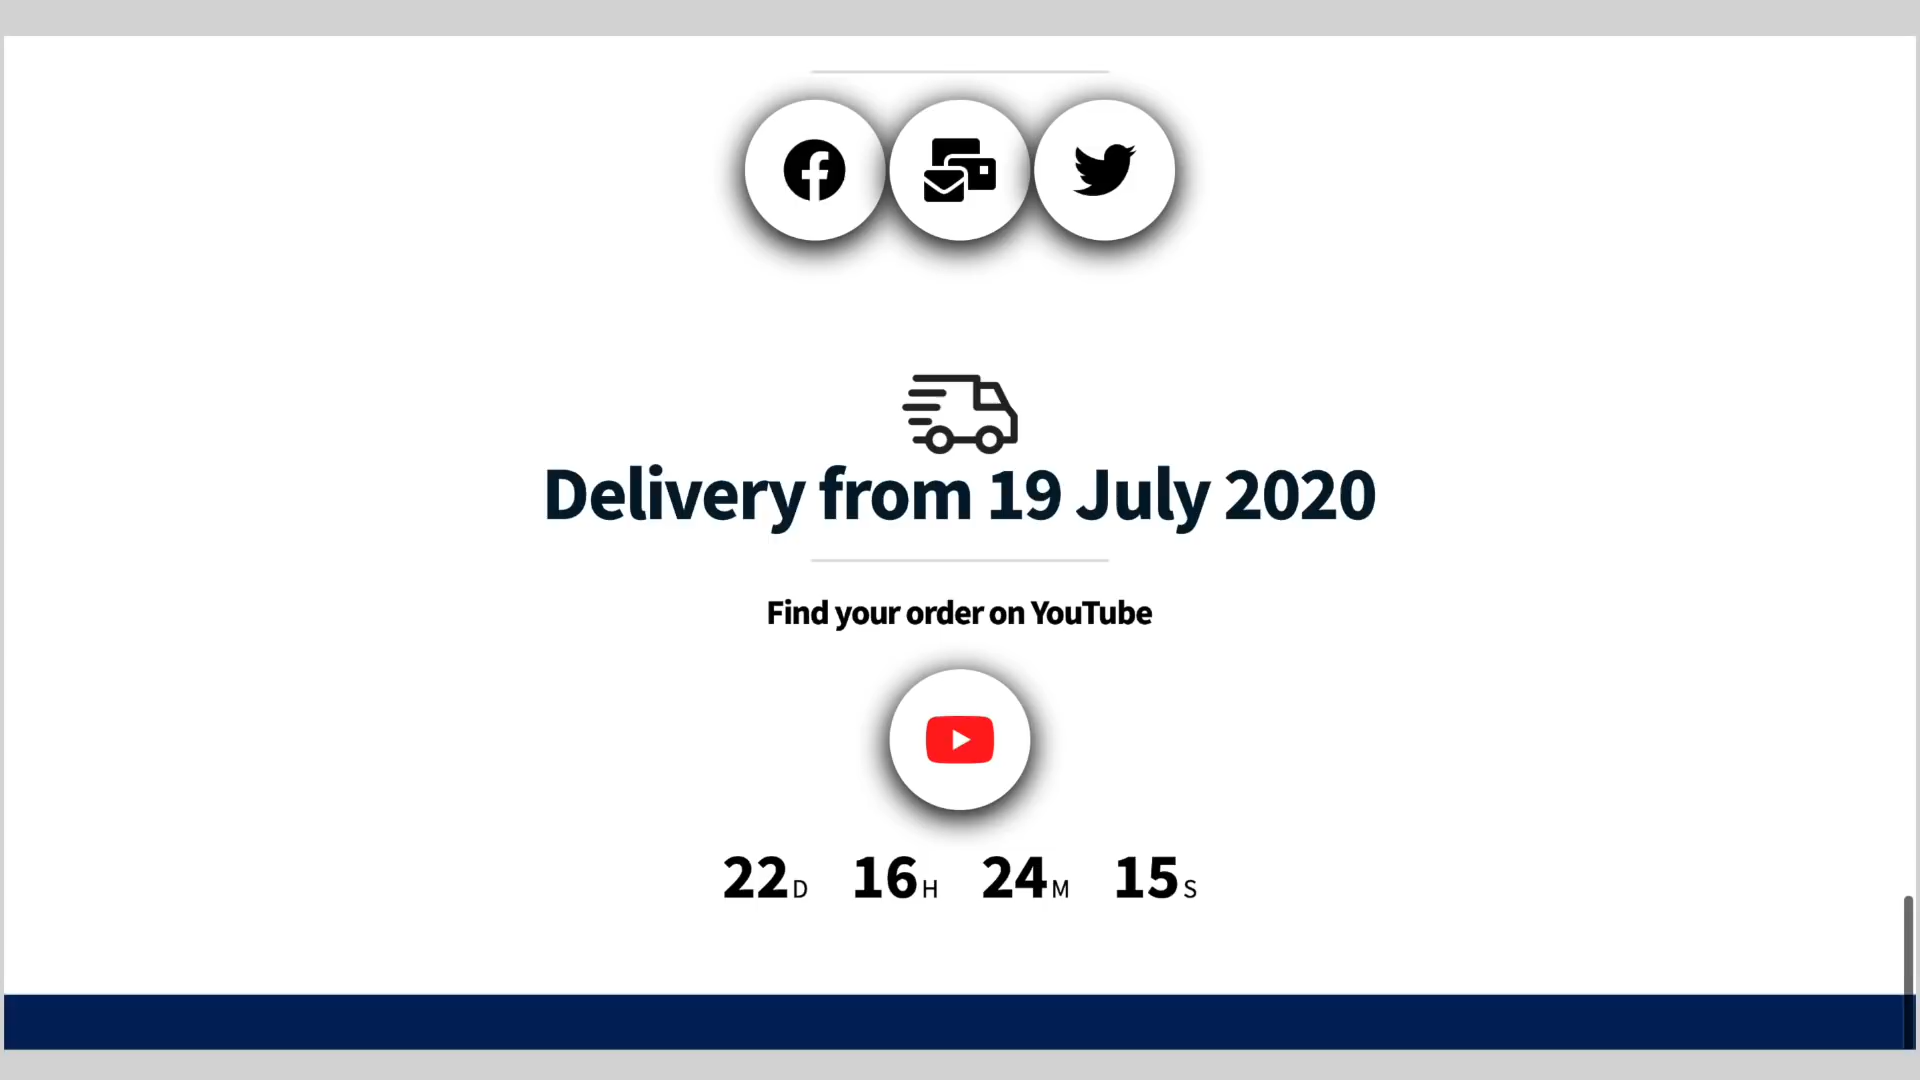 Delivery from 19 July 2020
Find your order on YouTube
22D 16H 24M 15S